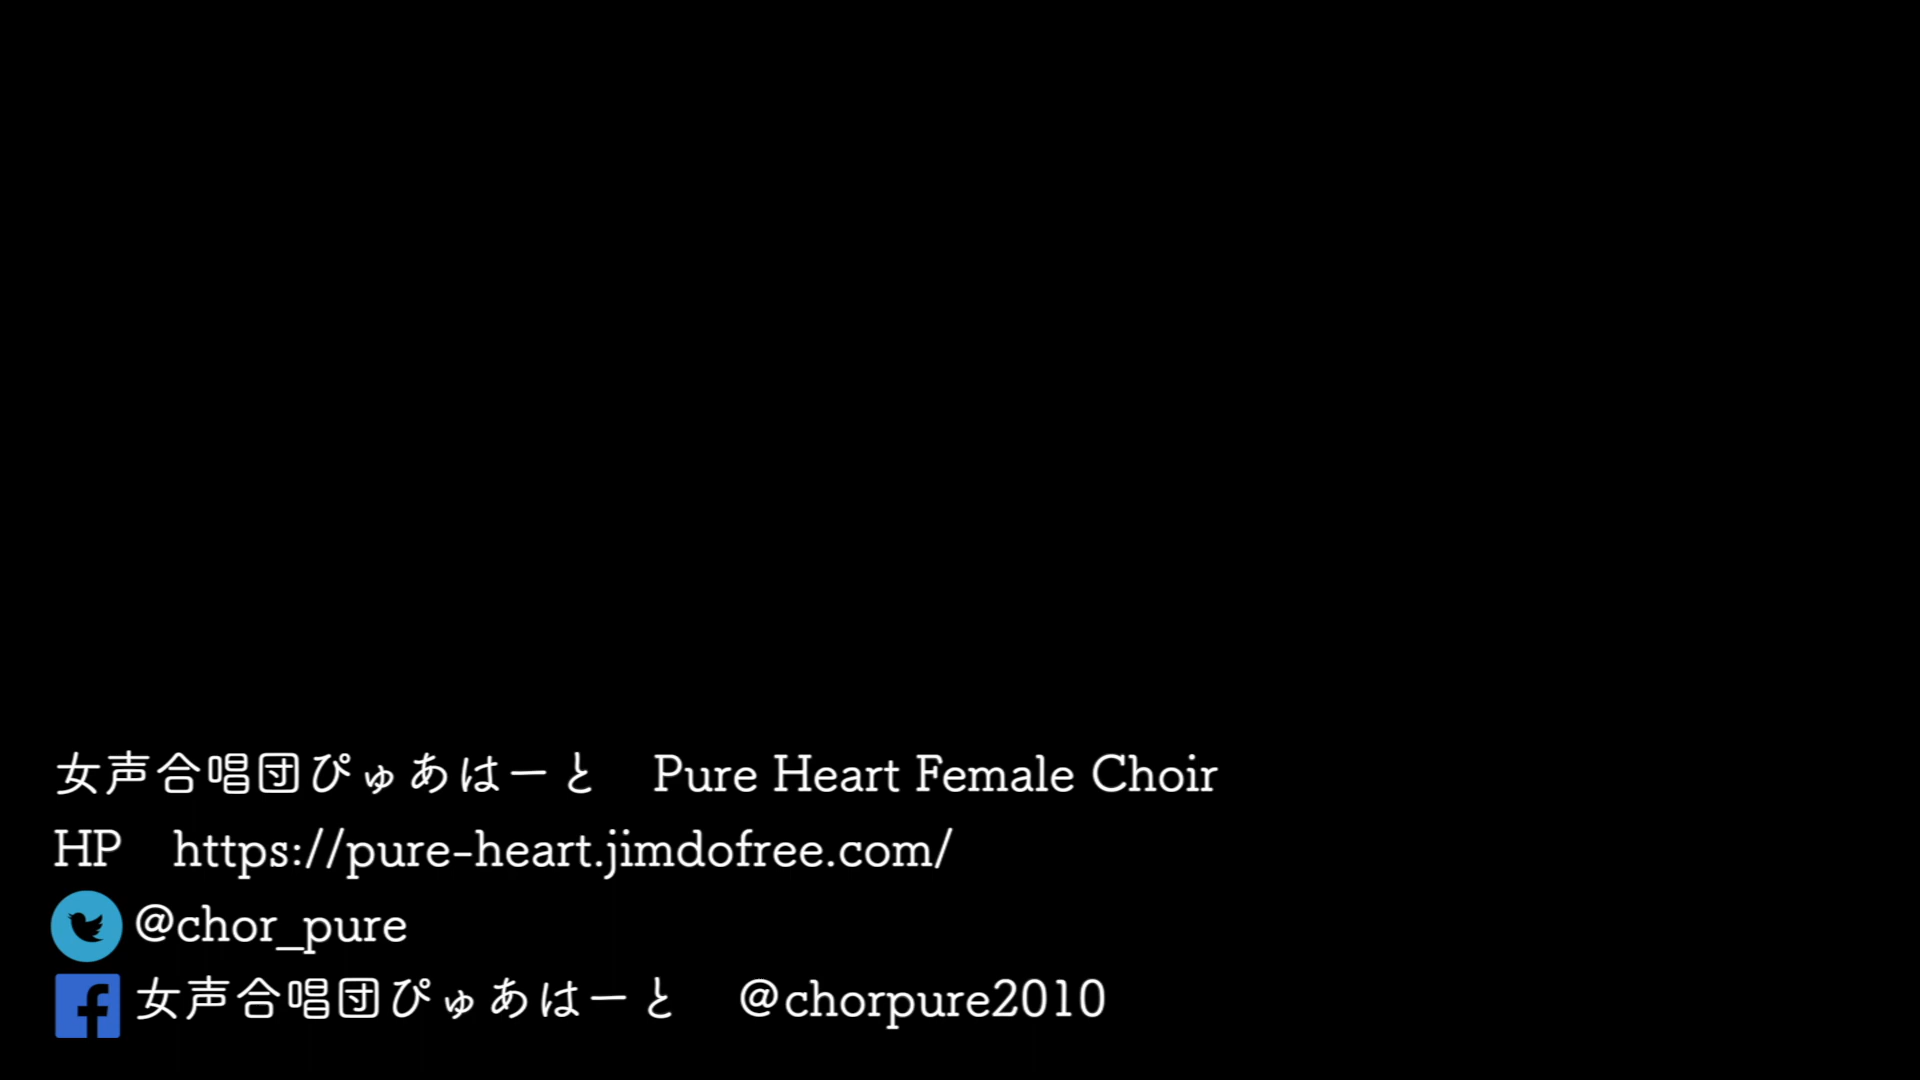 女声合唱団ぴゅあはーと　Pure Heart Female Choir
HP　https://pure-heart.jimdofree.com/
@chor_pure
女声合唱団ぴゅあはーと　@chorpure2010